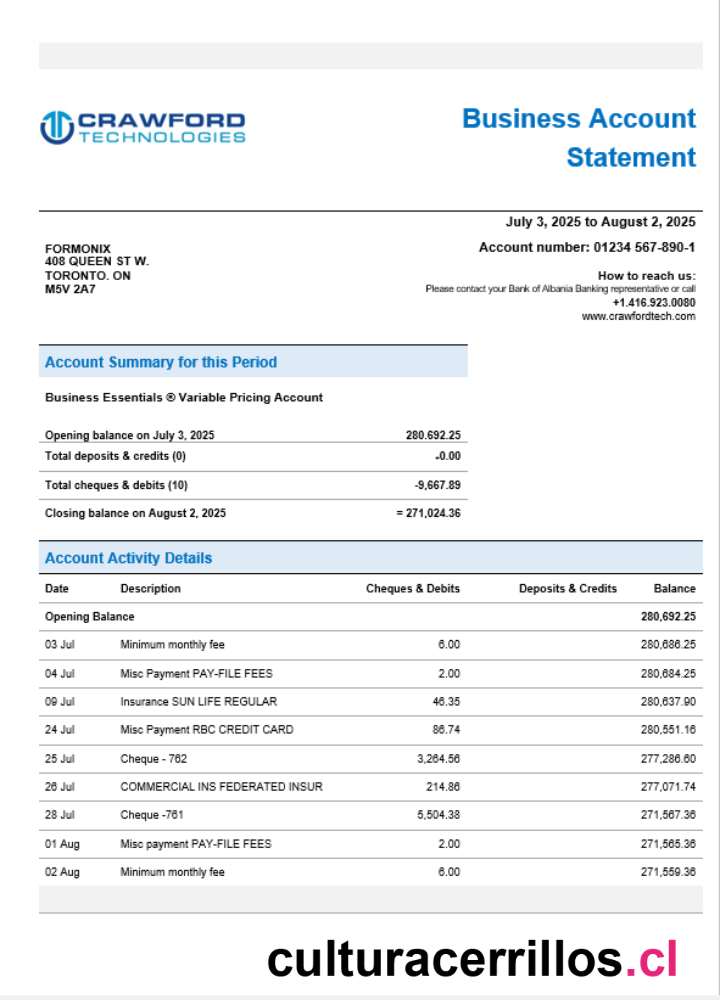 CRAWFORD
TECHNOLOGIES
Business Account
Statement
July 3, 2025 to August 2, 2025
Account number: 01234 567-890-1
FORMONIX
408 QUEEN ST W.
TORONTO. ON
M5V 2A7
How to reach us:
Please contact your Bank of Albania Banking representative or call
+1.416.923.0080
www.crawfordtech.com
Account Summary for this Period
Business Essentials ® Variable Pricing Account
Opening balance on July 3, 2025 280.692.25
Total deposits & credits (0) -0.00
Total cheques & debits (10) -9,667.89
Closing balance on August 2, 2025 = 271,024.36
Account Activity Details
Date Description Cheques & Debits Deposits & Credits Balance
Opening Balance 280,692.25
03 Jul Minimum monthly fee 6.00 280,686.25
04 Jul Misc Payment PAY-FILE FEES 2.00 280,684.25
09 Jul Insurance SUN LIFE REGULAR 46.35 280,637.90
24 Jul Misc Payment RBC CREDIT CARD 86.74 280,551.16
25 Jul Cheque - 762 3,264.56 277,286.60
26 Jul COMMERCIAL INS FEDERATED INSUR 214.86 277,071.74
28 Jul Cheque -761 5,504.38 271,567.36
01 Aug Misc payment PAY-FILE FEES 2.00 271,565.36
02 Aug Minimum monthly fee 6.00 271,559.36
culturacerrillos.cl